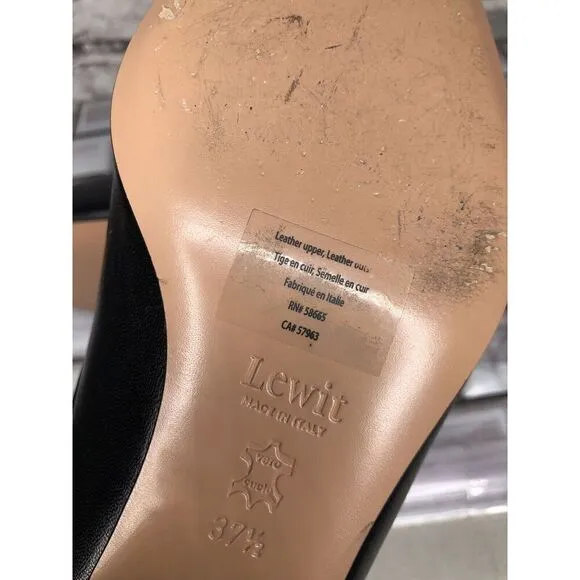 Leather upper, Leather
Tige en cuir, Semelle en cuir
Fabriqué en Italie
RN# 58665
CA# 57963
Lewit
MADE IN ITALY
vero
cuoio
37½